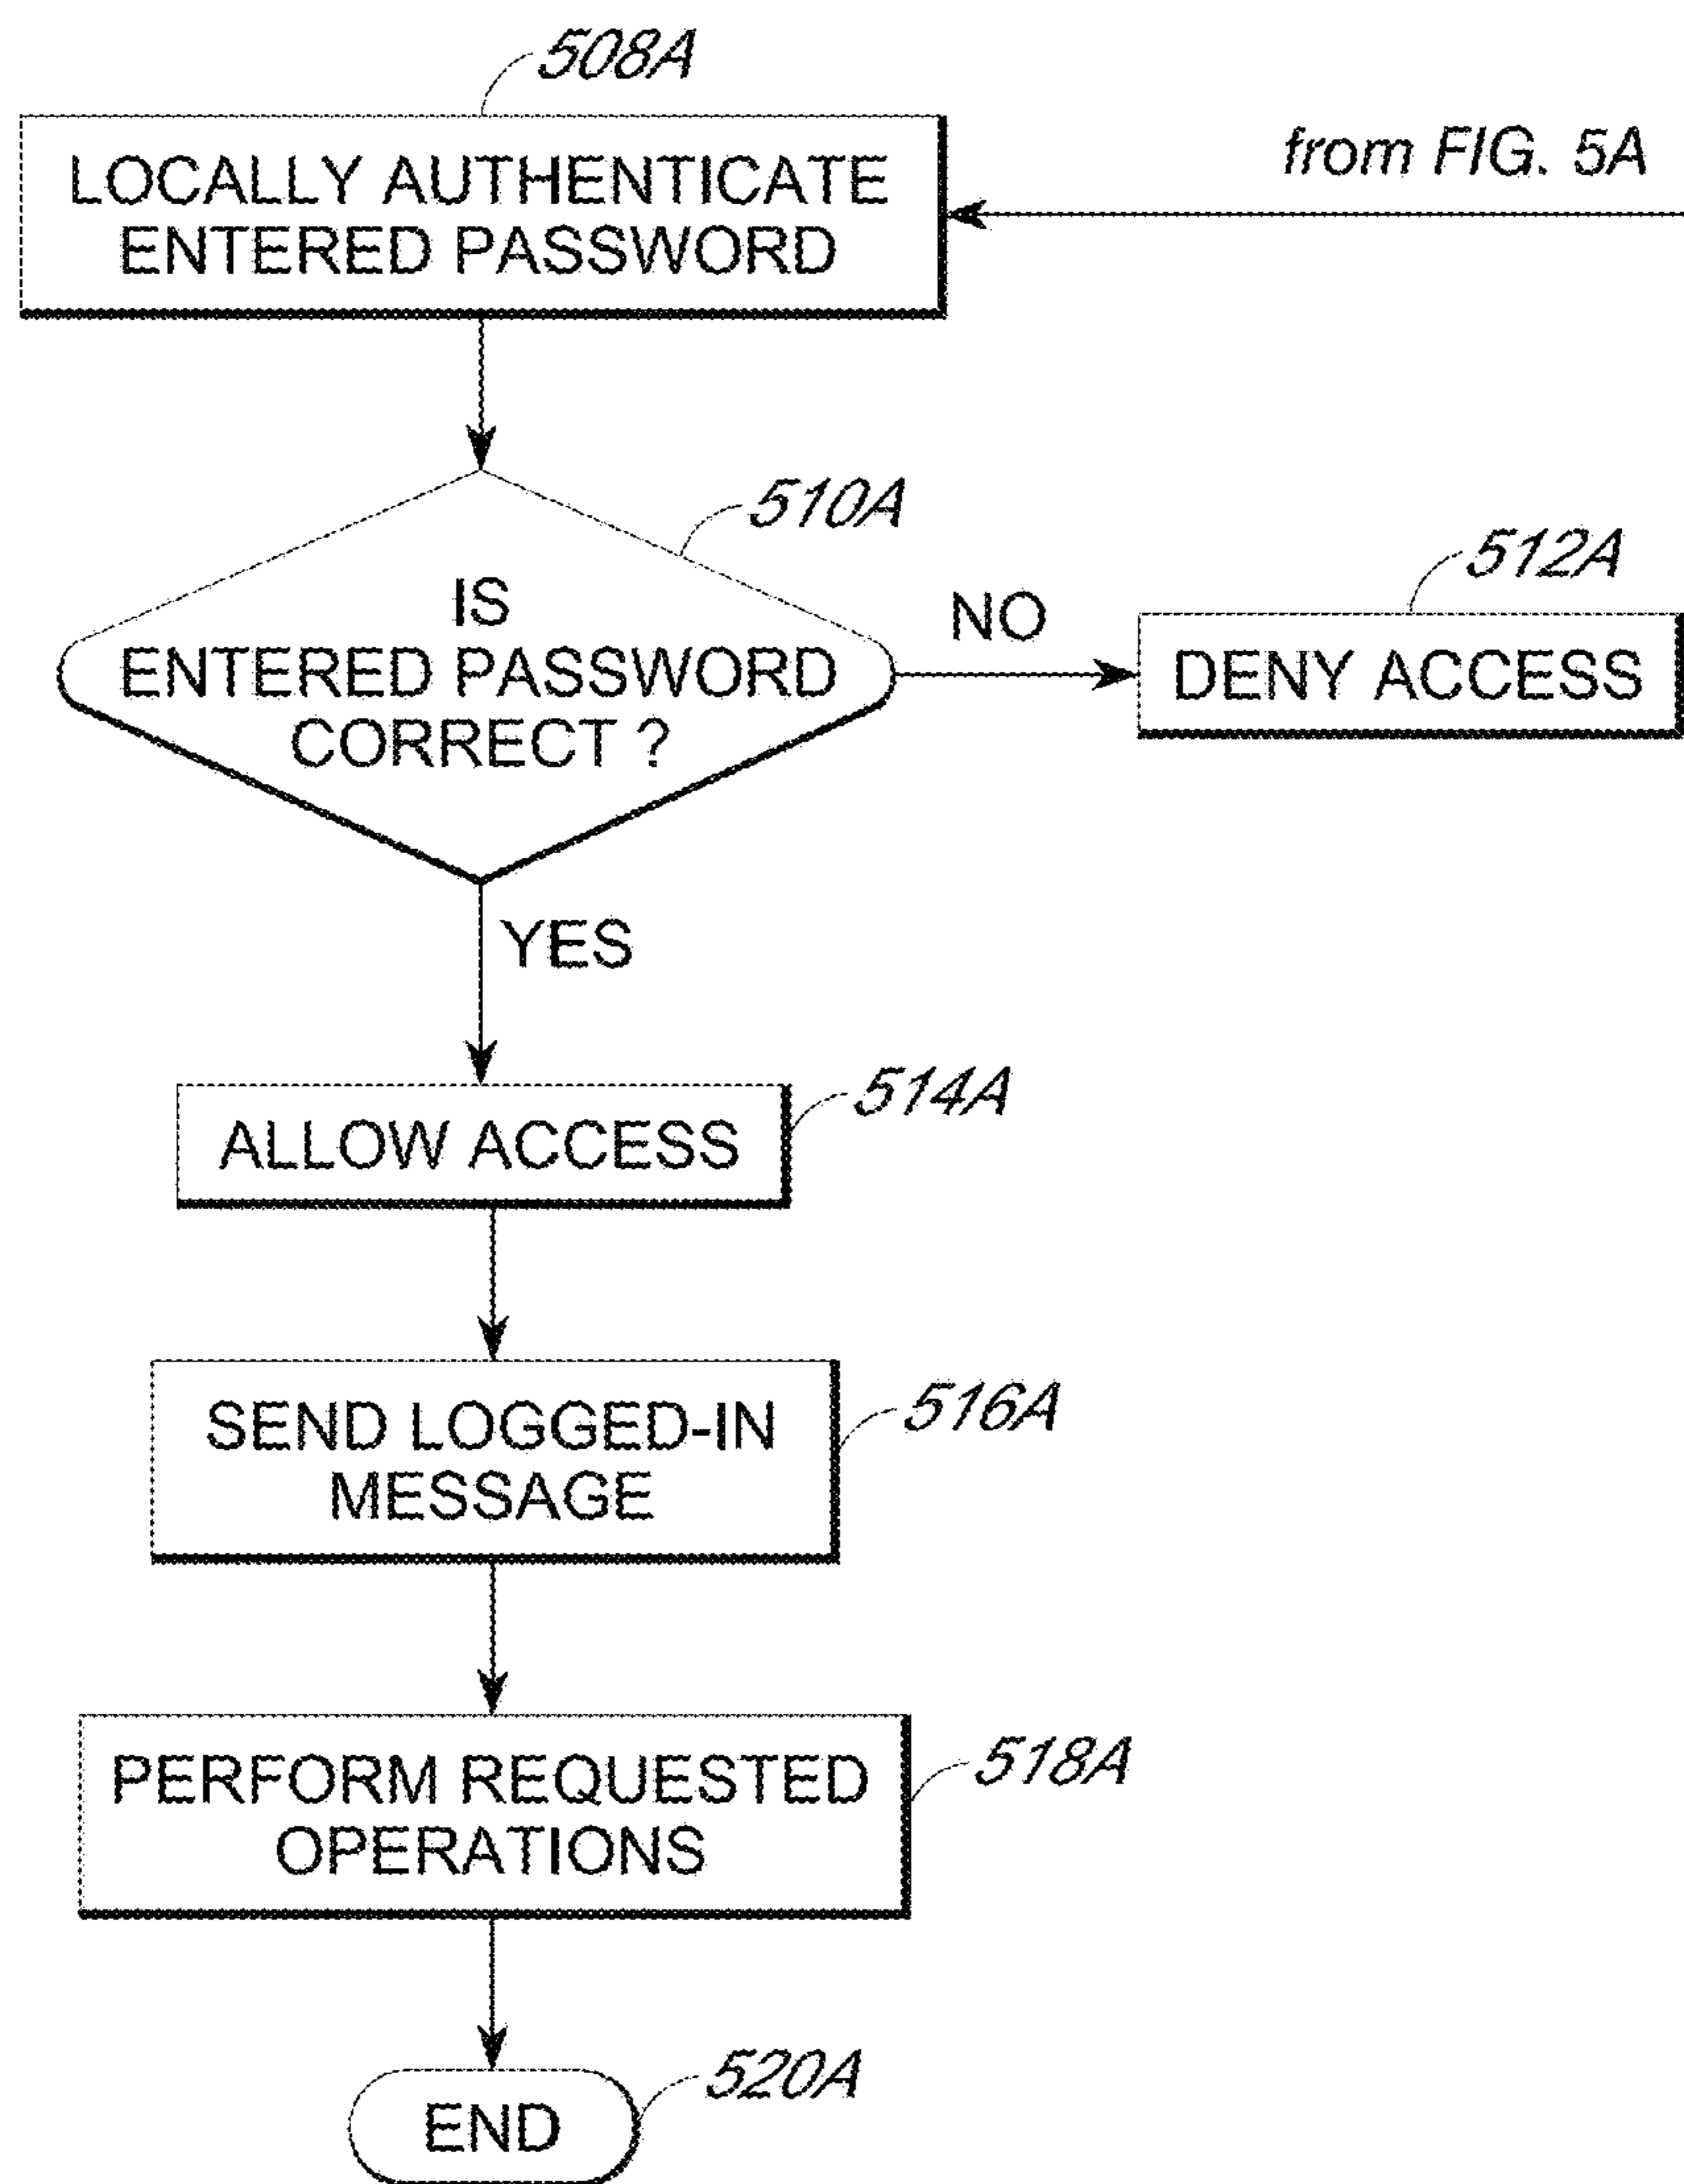 508A
from FIG. 5A
LOCALLY AUTHENTICATE
ENTERED PASSWORD
510A
IS
ENTERED PASSWORD
CORRECT ?
NO
512A
DENY ACCESS
YES
514A
ALLOW ACCESS
516A
SEND LOGGED-IN
MESSAGE
518A
PERFORM REQUESTED
OPERATIONS
520A
END